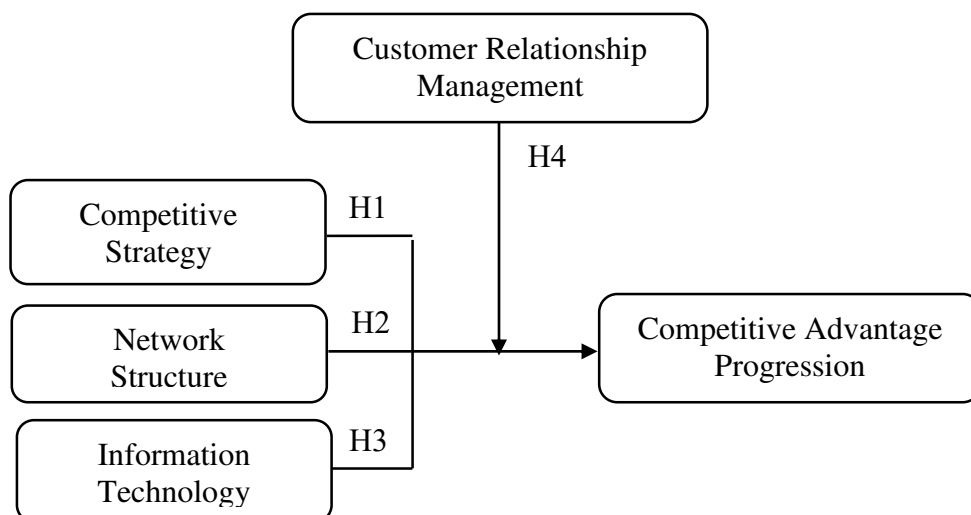 Customer Relationship
Management
H4
H1
Competitive
Strategy
H2
Network
Structure
Competitive Advantage
Progression
H3
Information
Technology